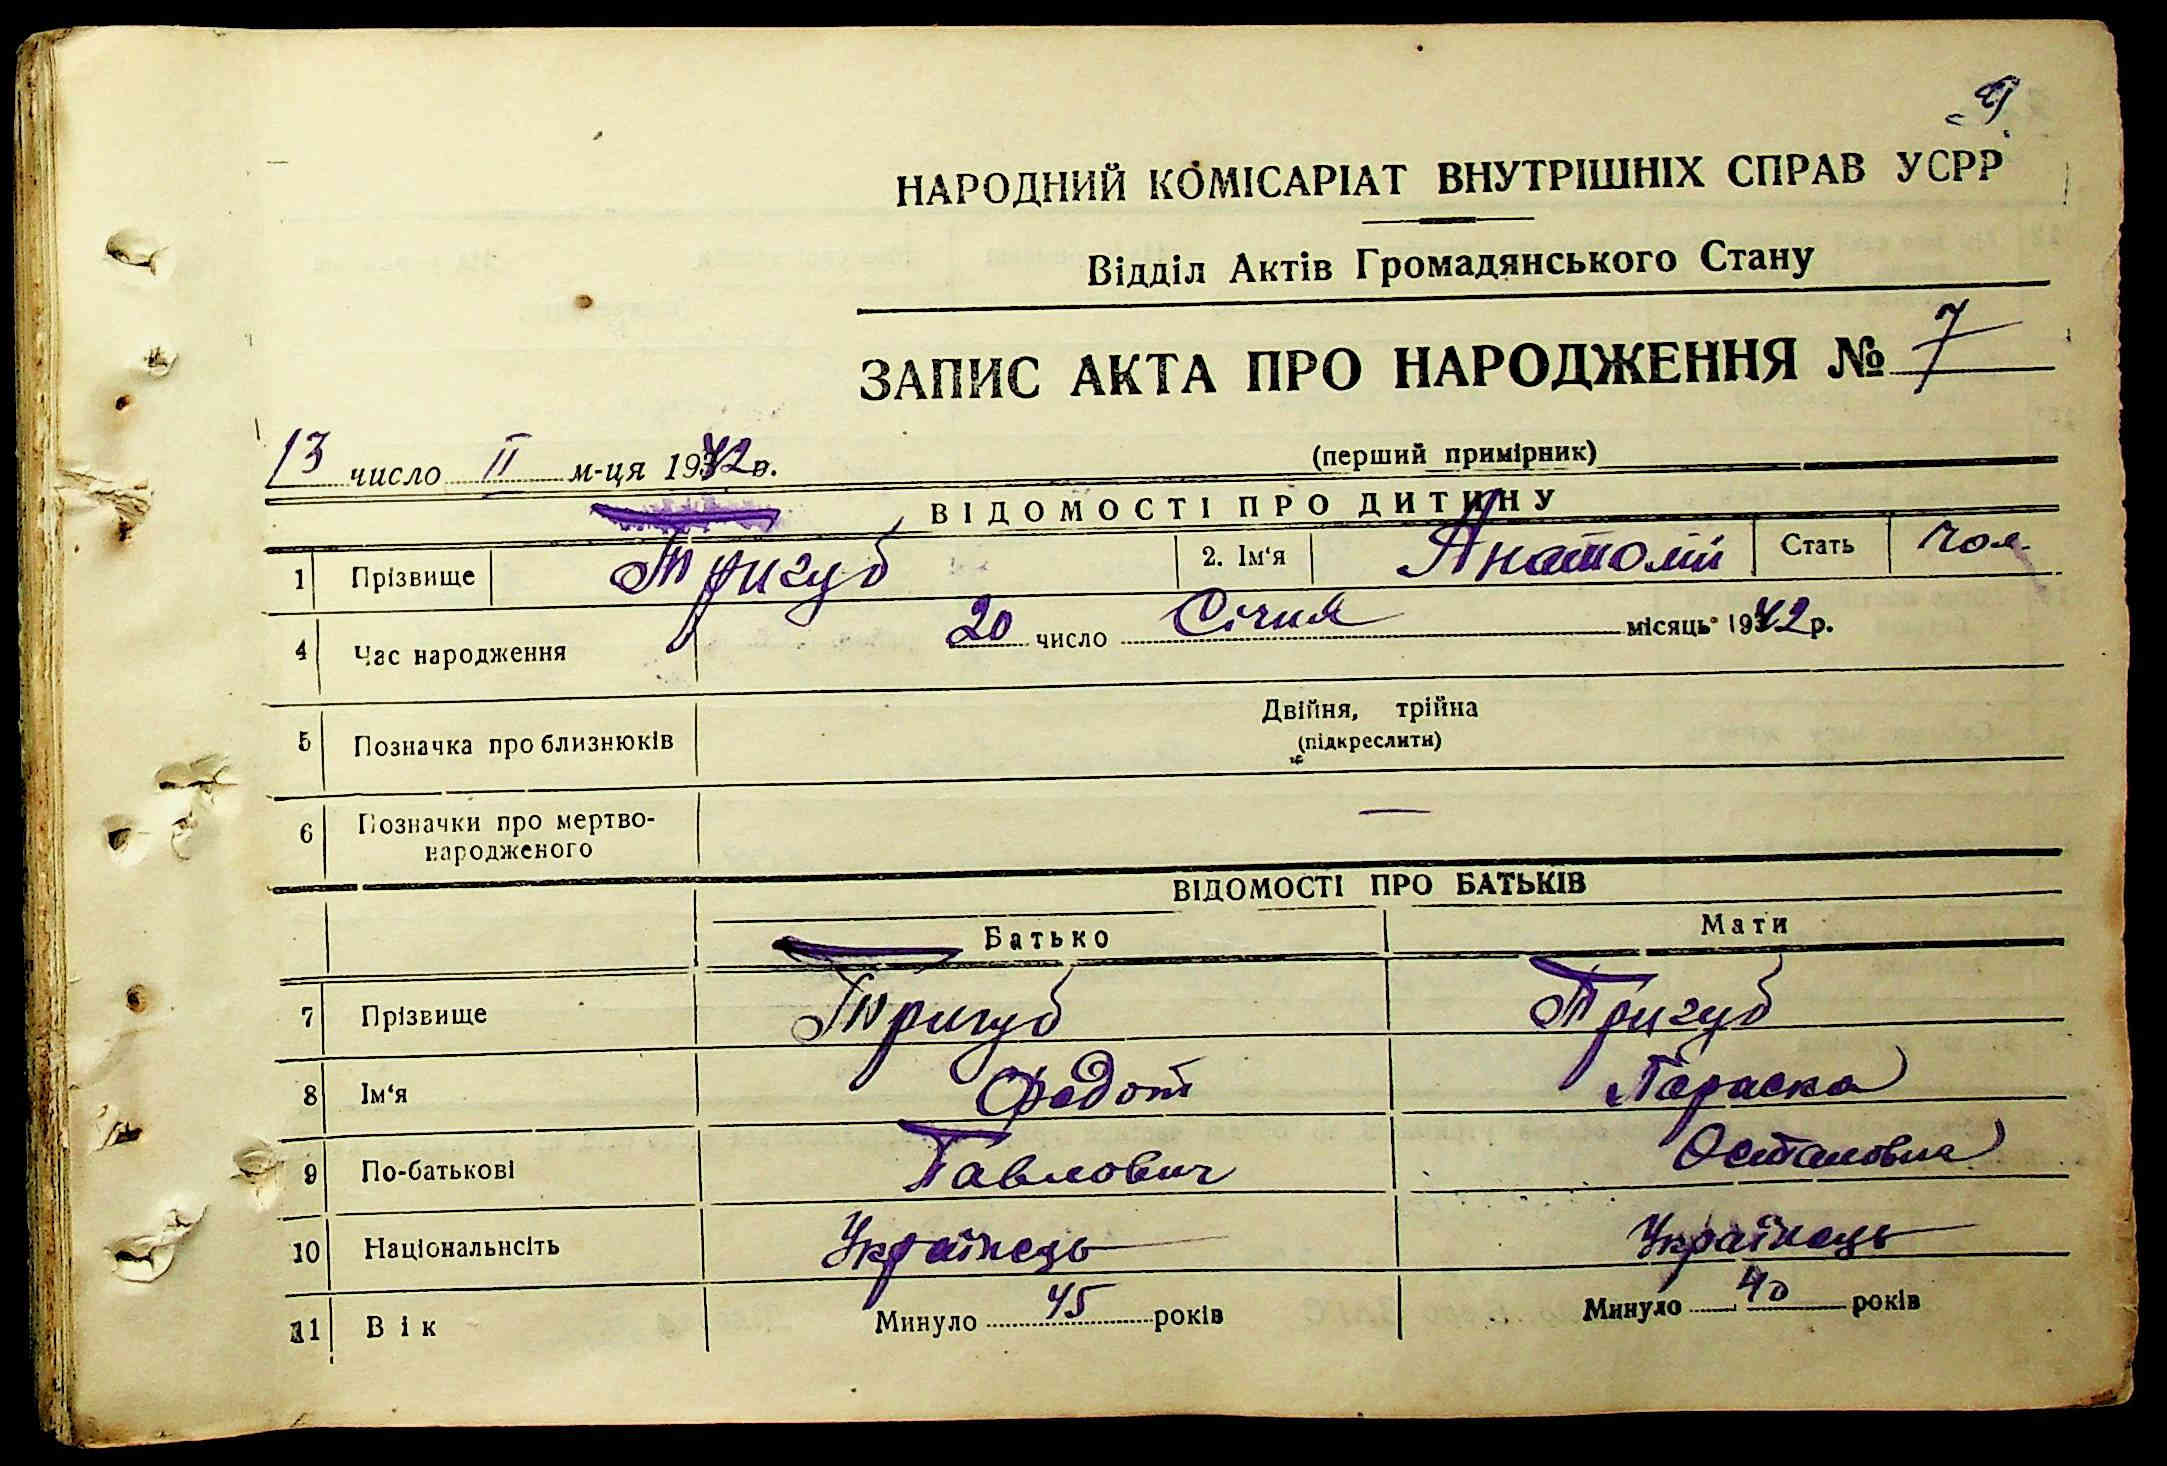 9
НАРОДНИЙ КОМІСАРІАТ ВНУТРІШНІХ СПРАВ УСРР
Відділ Актів Громадянського Стану
ЗАПИС АКТА ПРО НАРОДЖЕННЯ № 7
(перший примірник)
13 число II м-ця 1942 р.
ВІДОМОСТІ ПРО ДИТИНУ
1 Прізвище Тригуб 2. Ім'я Анатолій Стать Чол.
4 Час народження 20 число Січня місяць 1942 р.
5 Позначка про близнюків Двійня, трійна
(підкреслити)
6 Позначки про мертво-
народженого —
ВІДОМОСТІ ПРО БАТЬКІВ
Батько Мати
7 Прізвище Тригуб Тригуб
8 Ім'я Федот Параска
9 По-батькові Павлович Остаповна
10 Національнсіть Українець Українець
11 Вік Минуло 45 років Минуло 40 років